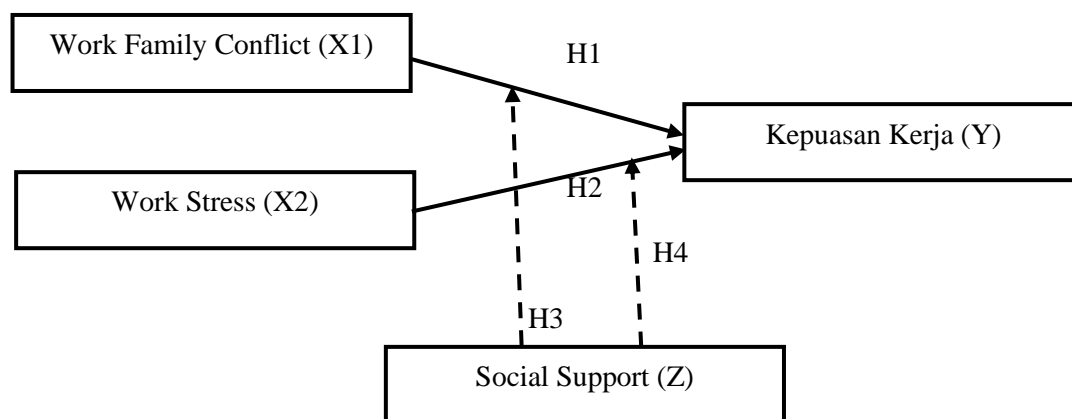 Work Family Conflict (X1)
H1
Kepuasan Kerja (Y)
Work Stress (X2)
H2
H4
H3
Social Support (Z)